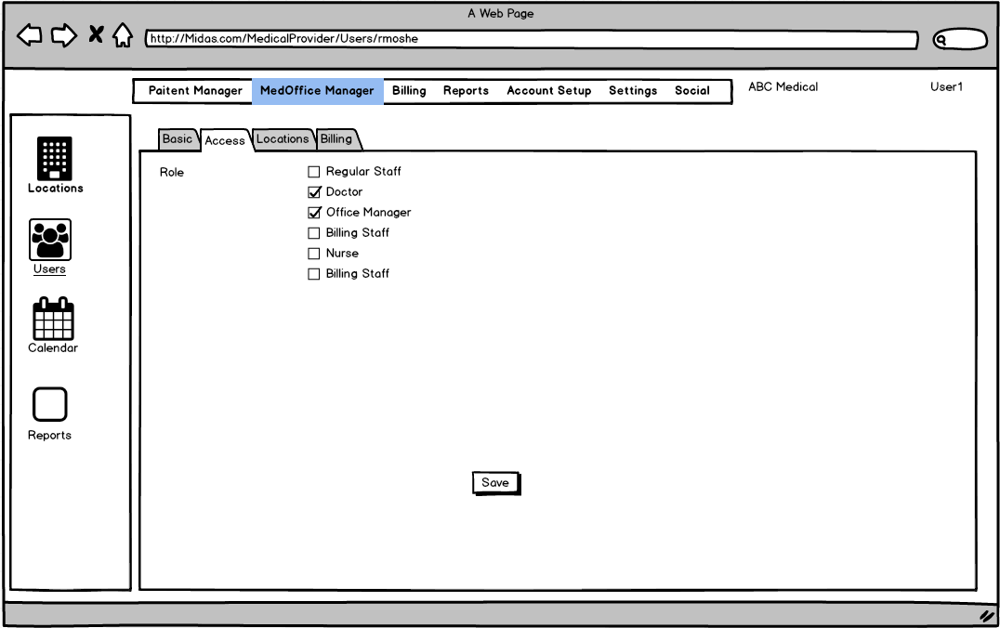 A Web Page
http://Midas.com/MedicalProvider/Users/rmoshe
Paitent Manager MedOffice Manager Billing Reports Account Setup Settings Social
ABC Medical
User1
Locations
Users
Calendar
Reports
Basic Access Locations Billing
Role
Regular Staff
Doctor
Office Manager
Billing Staff
Nurse
Billing Staff
Save